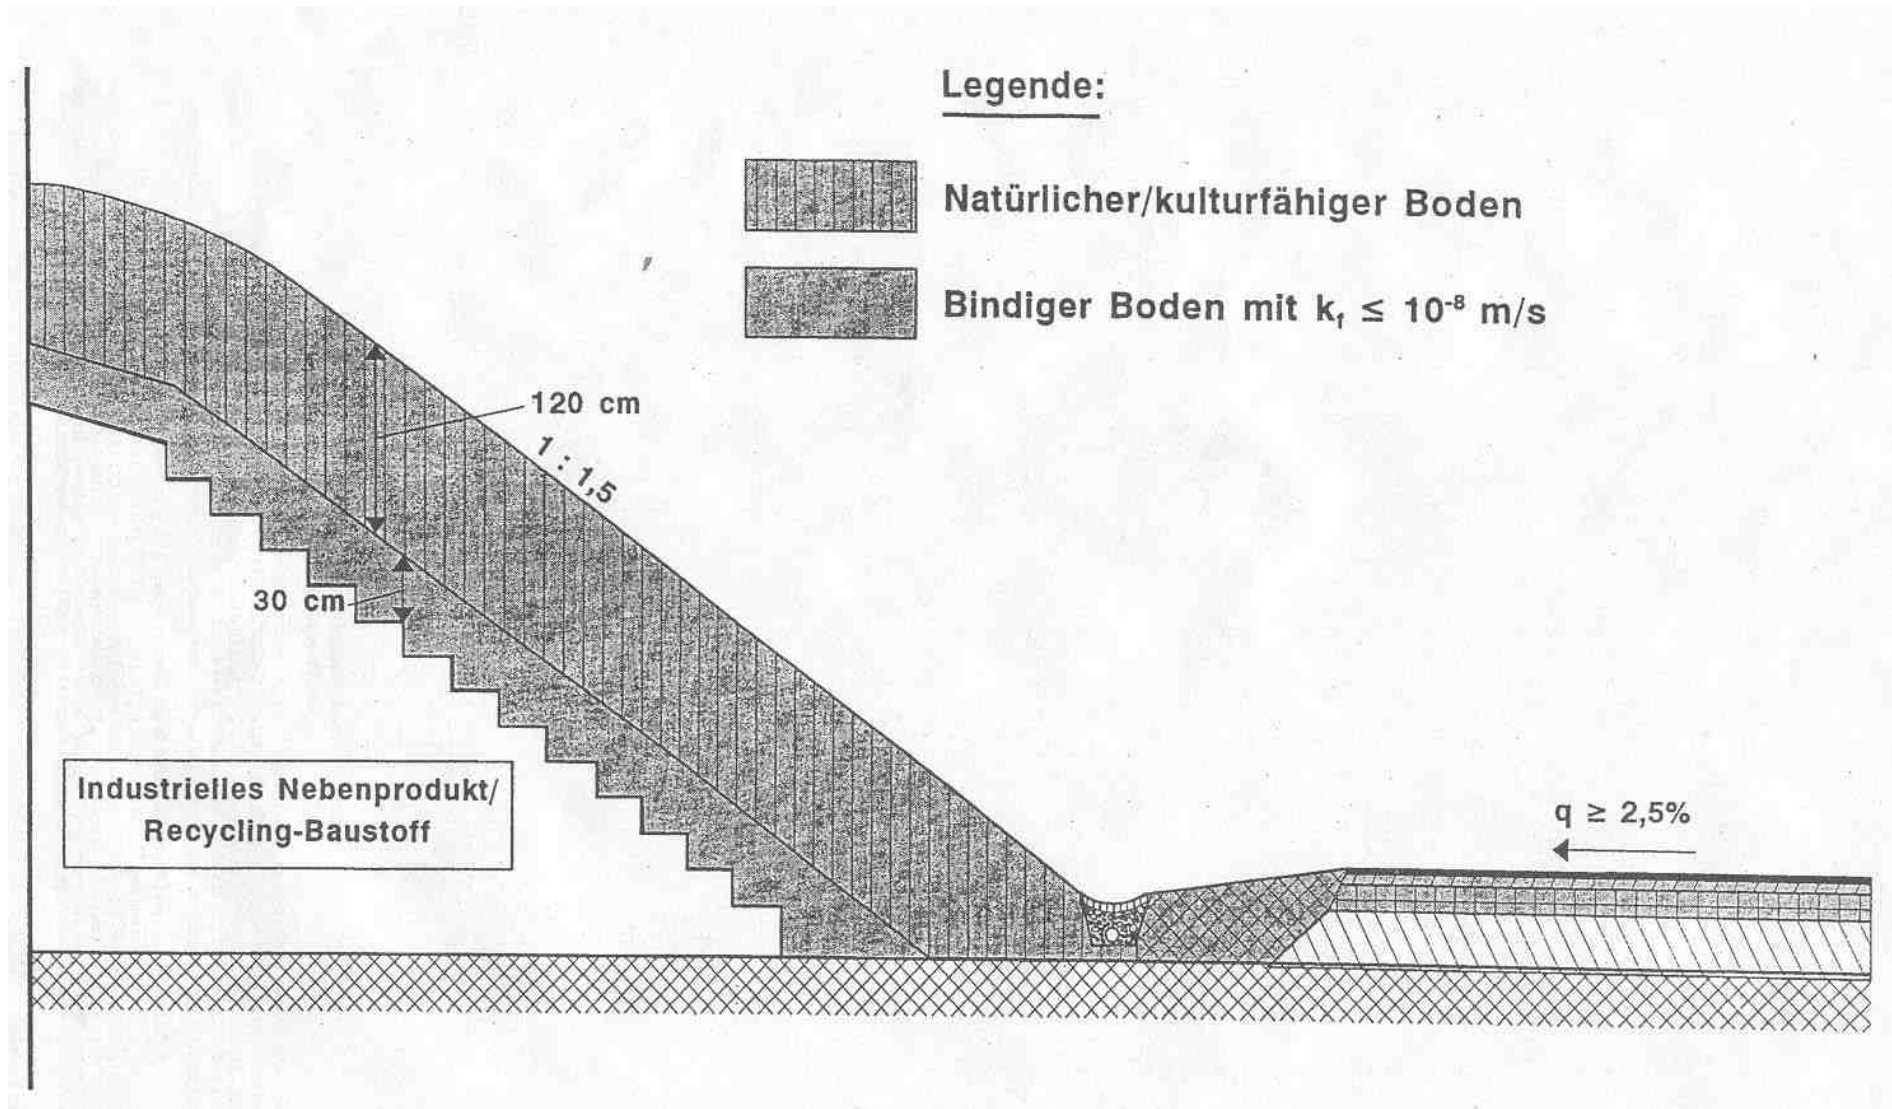 Legende:
Natürlicher/kulturfähiger Boden
Bindiger Boden mit kf ≤ 10⁻⁸ m/s
120 cm
1 : 1,5
30 cm
Industrielles Nebenprodukt/
Recycling-Baustoff
q ≥ 2,5%